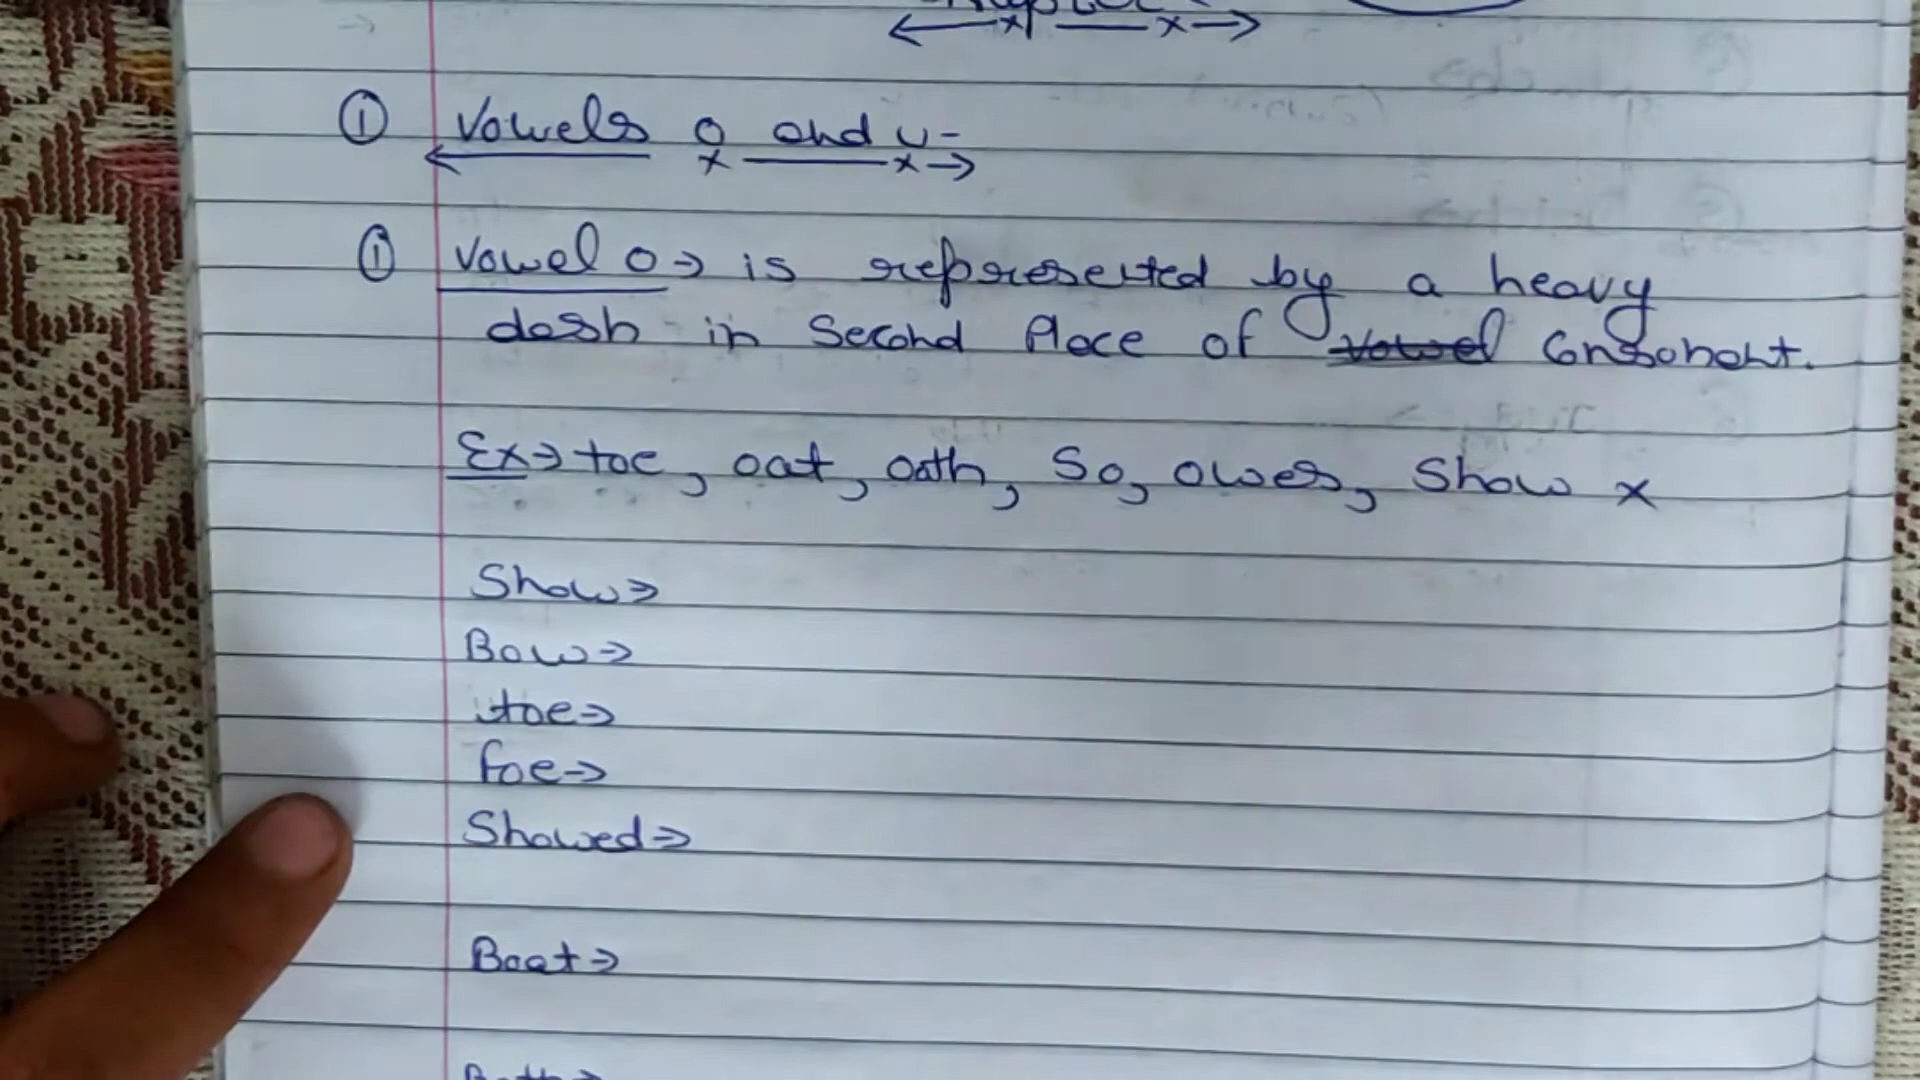 ① Vowels o and u-
① Vowel o→ is represented by a heavy
dash in Second Place of Vowel Consonant.
Ex→ toe, oat, oath, So, owes, Show x
Show⇒
Bow→
toe→
foe→
Showed⇒
Boat→